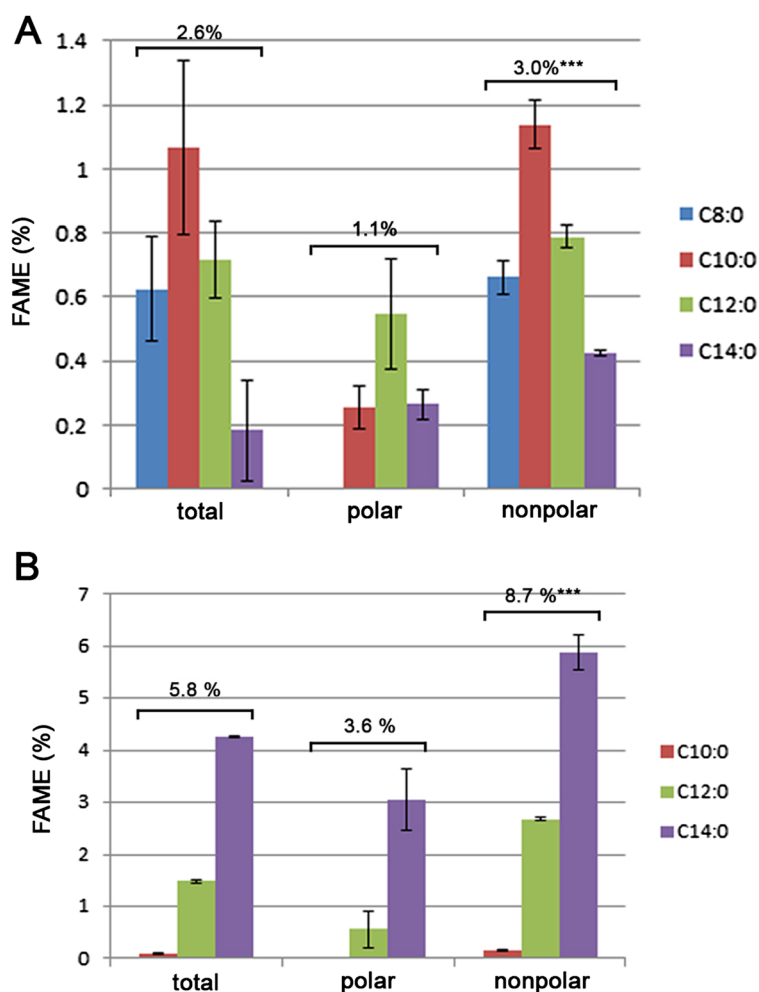 A
FAME (%)
1.4
1.2
1
0.8
0.6
0.4
0.2
0
2.6%
1.1%
3.0%***
total
polar
nonpolar
C8:0
C10:0
C12:0
C14:0
B
FAME (%)
7
6
5
4
3
2
1
0
5.8 %
3.6 %
8.7 %***
total
polar
nonpolar
C10:0
C12:0
C14:0